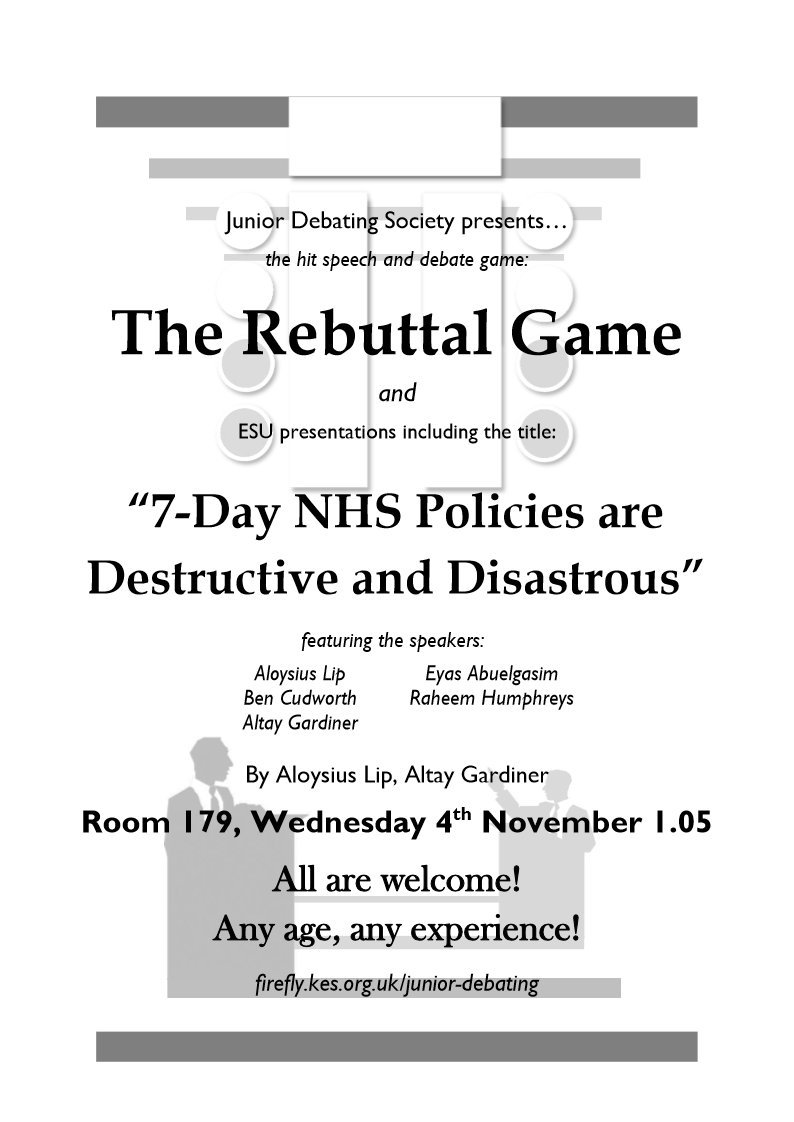 Junior Debating Society presents…
the hit speech and debate game:
The Rebuttal Game
and
ESU presentations including the title:
“7-Day NHS Policies are
Destructive and Disastrous”
featuring the speakers:
Aloysius Lip
Ben Cudworth
Altay Gardiner
Eyas Abuelgasim
Raheem Humphreys
By Aloysius Lip, Altay Gardiner
Room 179, Wednesday 4th November 1.05
All are welcome!
Any age, any experience!
firefly.kes.org.uk/junior-debating